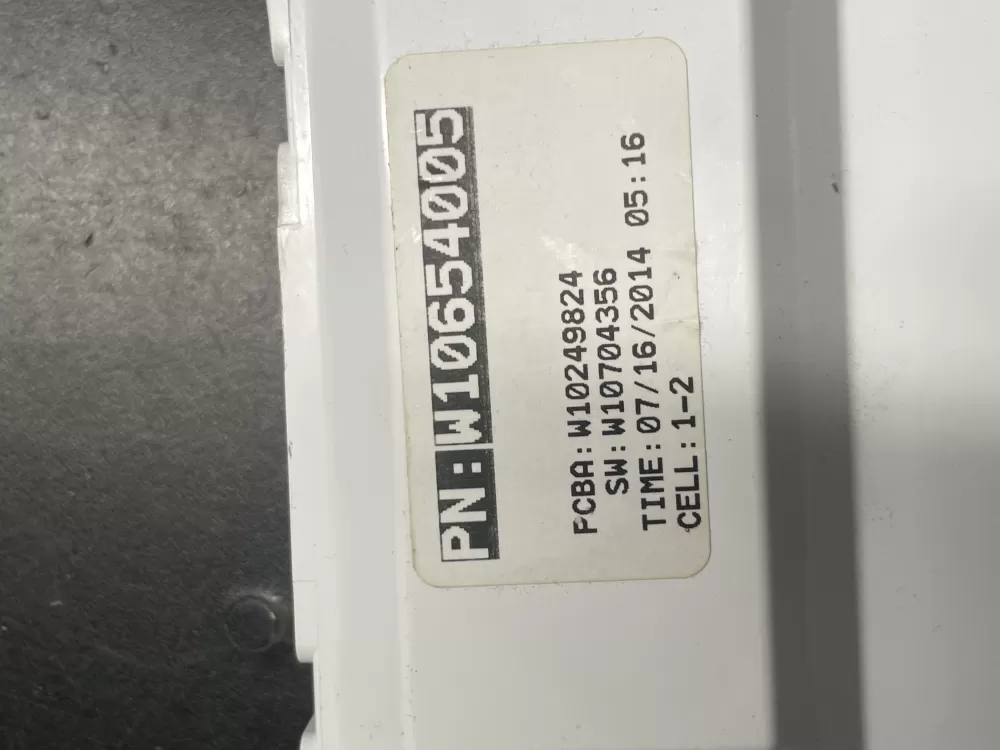 PN:W10654005
PCBA:W10249824
SW:W10704356
TIME:07/16/2014 05:16
CELL:1-2